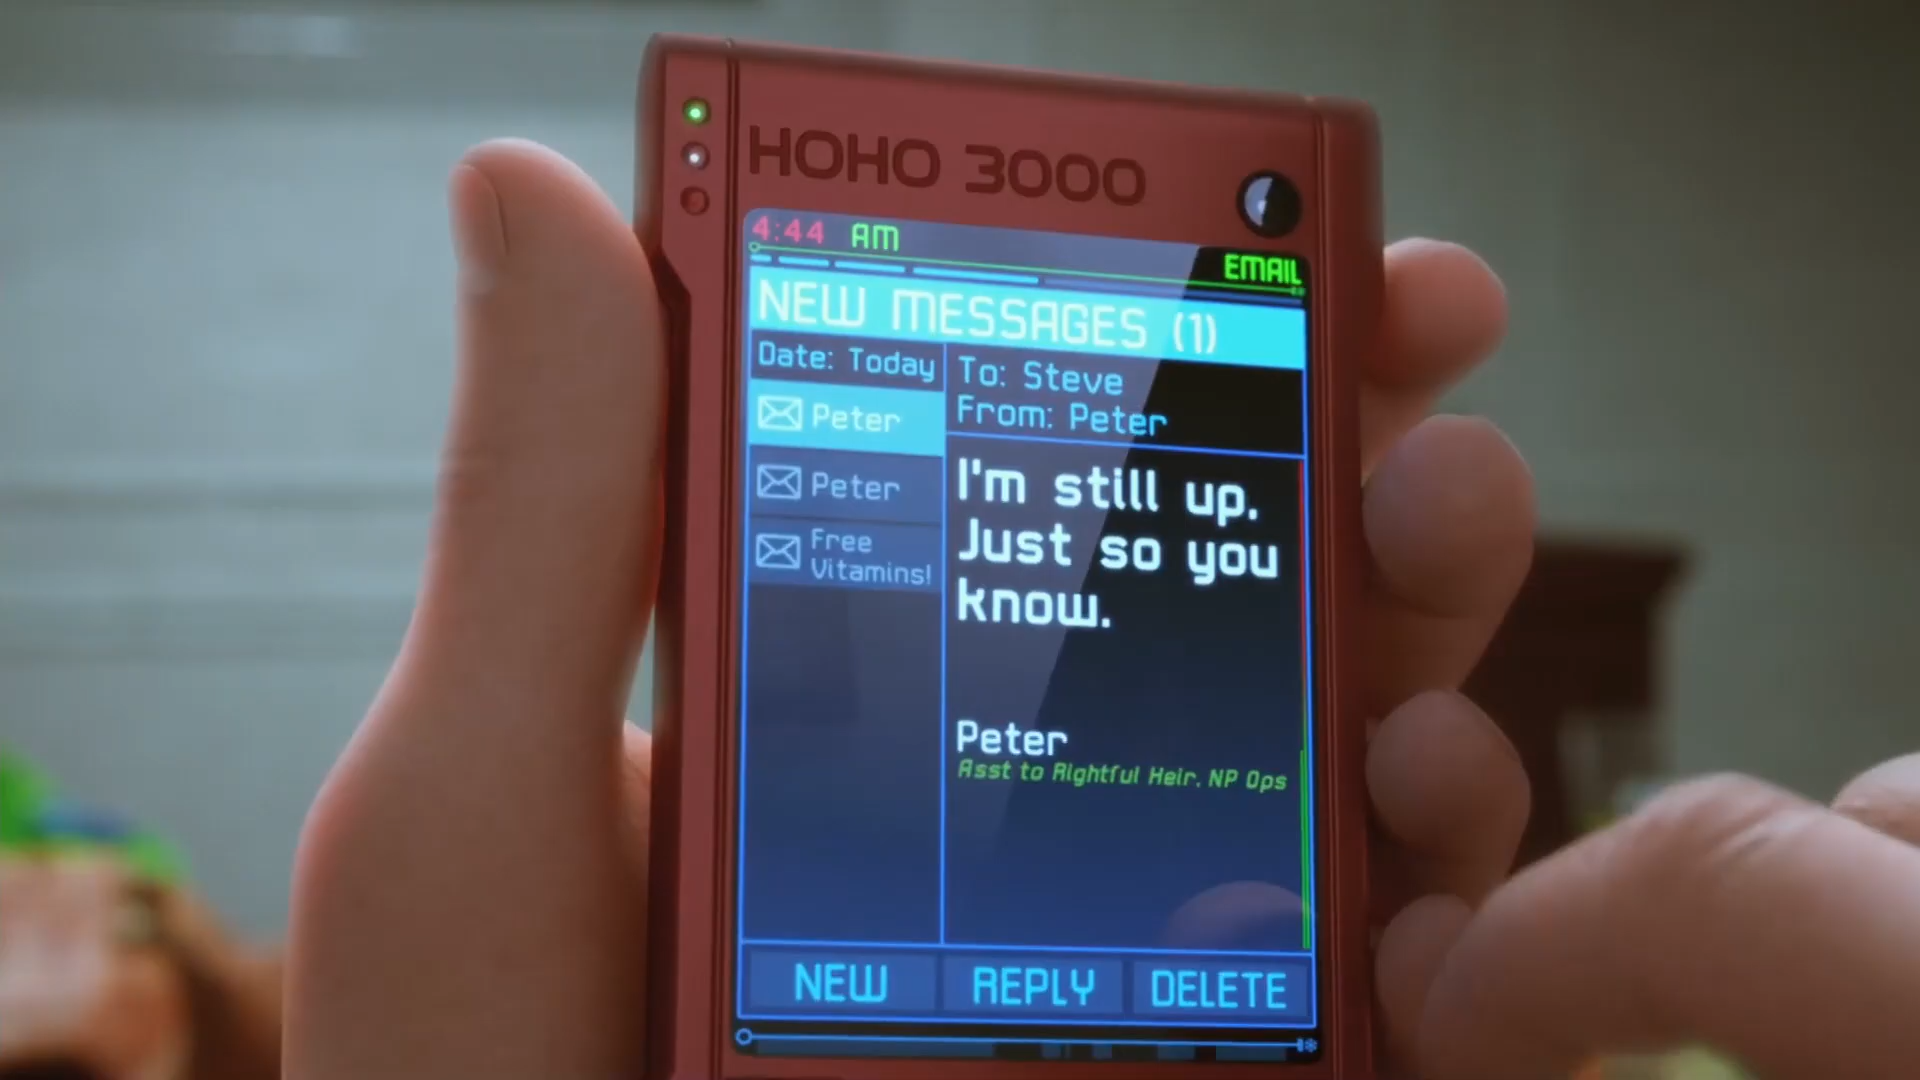 HOHO 3000
4:44 AM
EMAIL
NEW MESSAGES (1)
Date: Today
Peter
Peter
Free
Vitamins!
To: Steve
From: Peter
I'm still up.
Just so you
know.
Peter
Asst to Rightful Heir. NP Ops
NEW
REPLY
DELETE